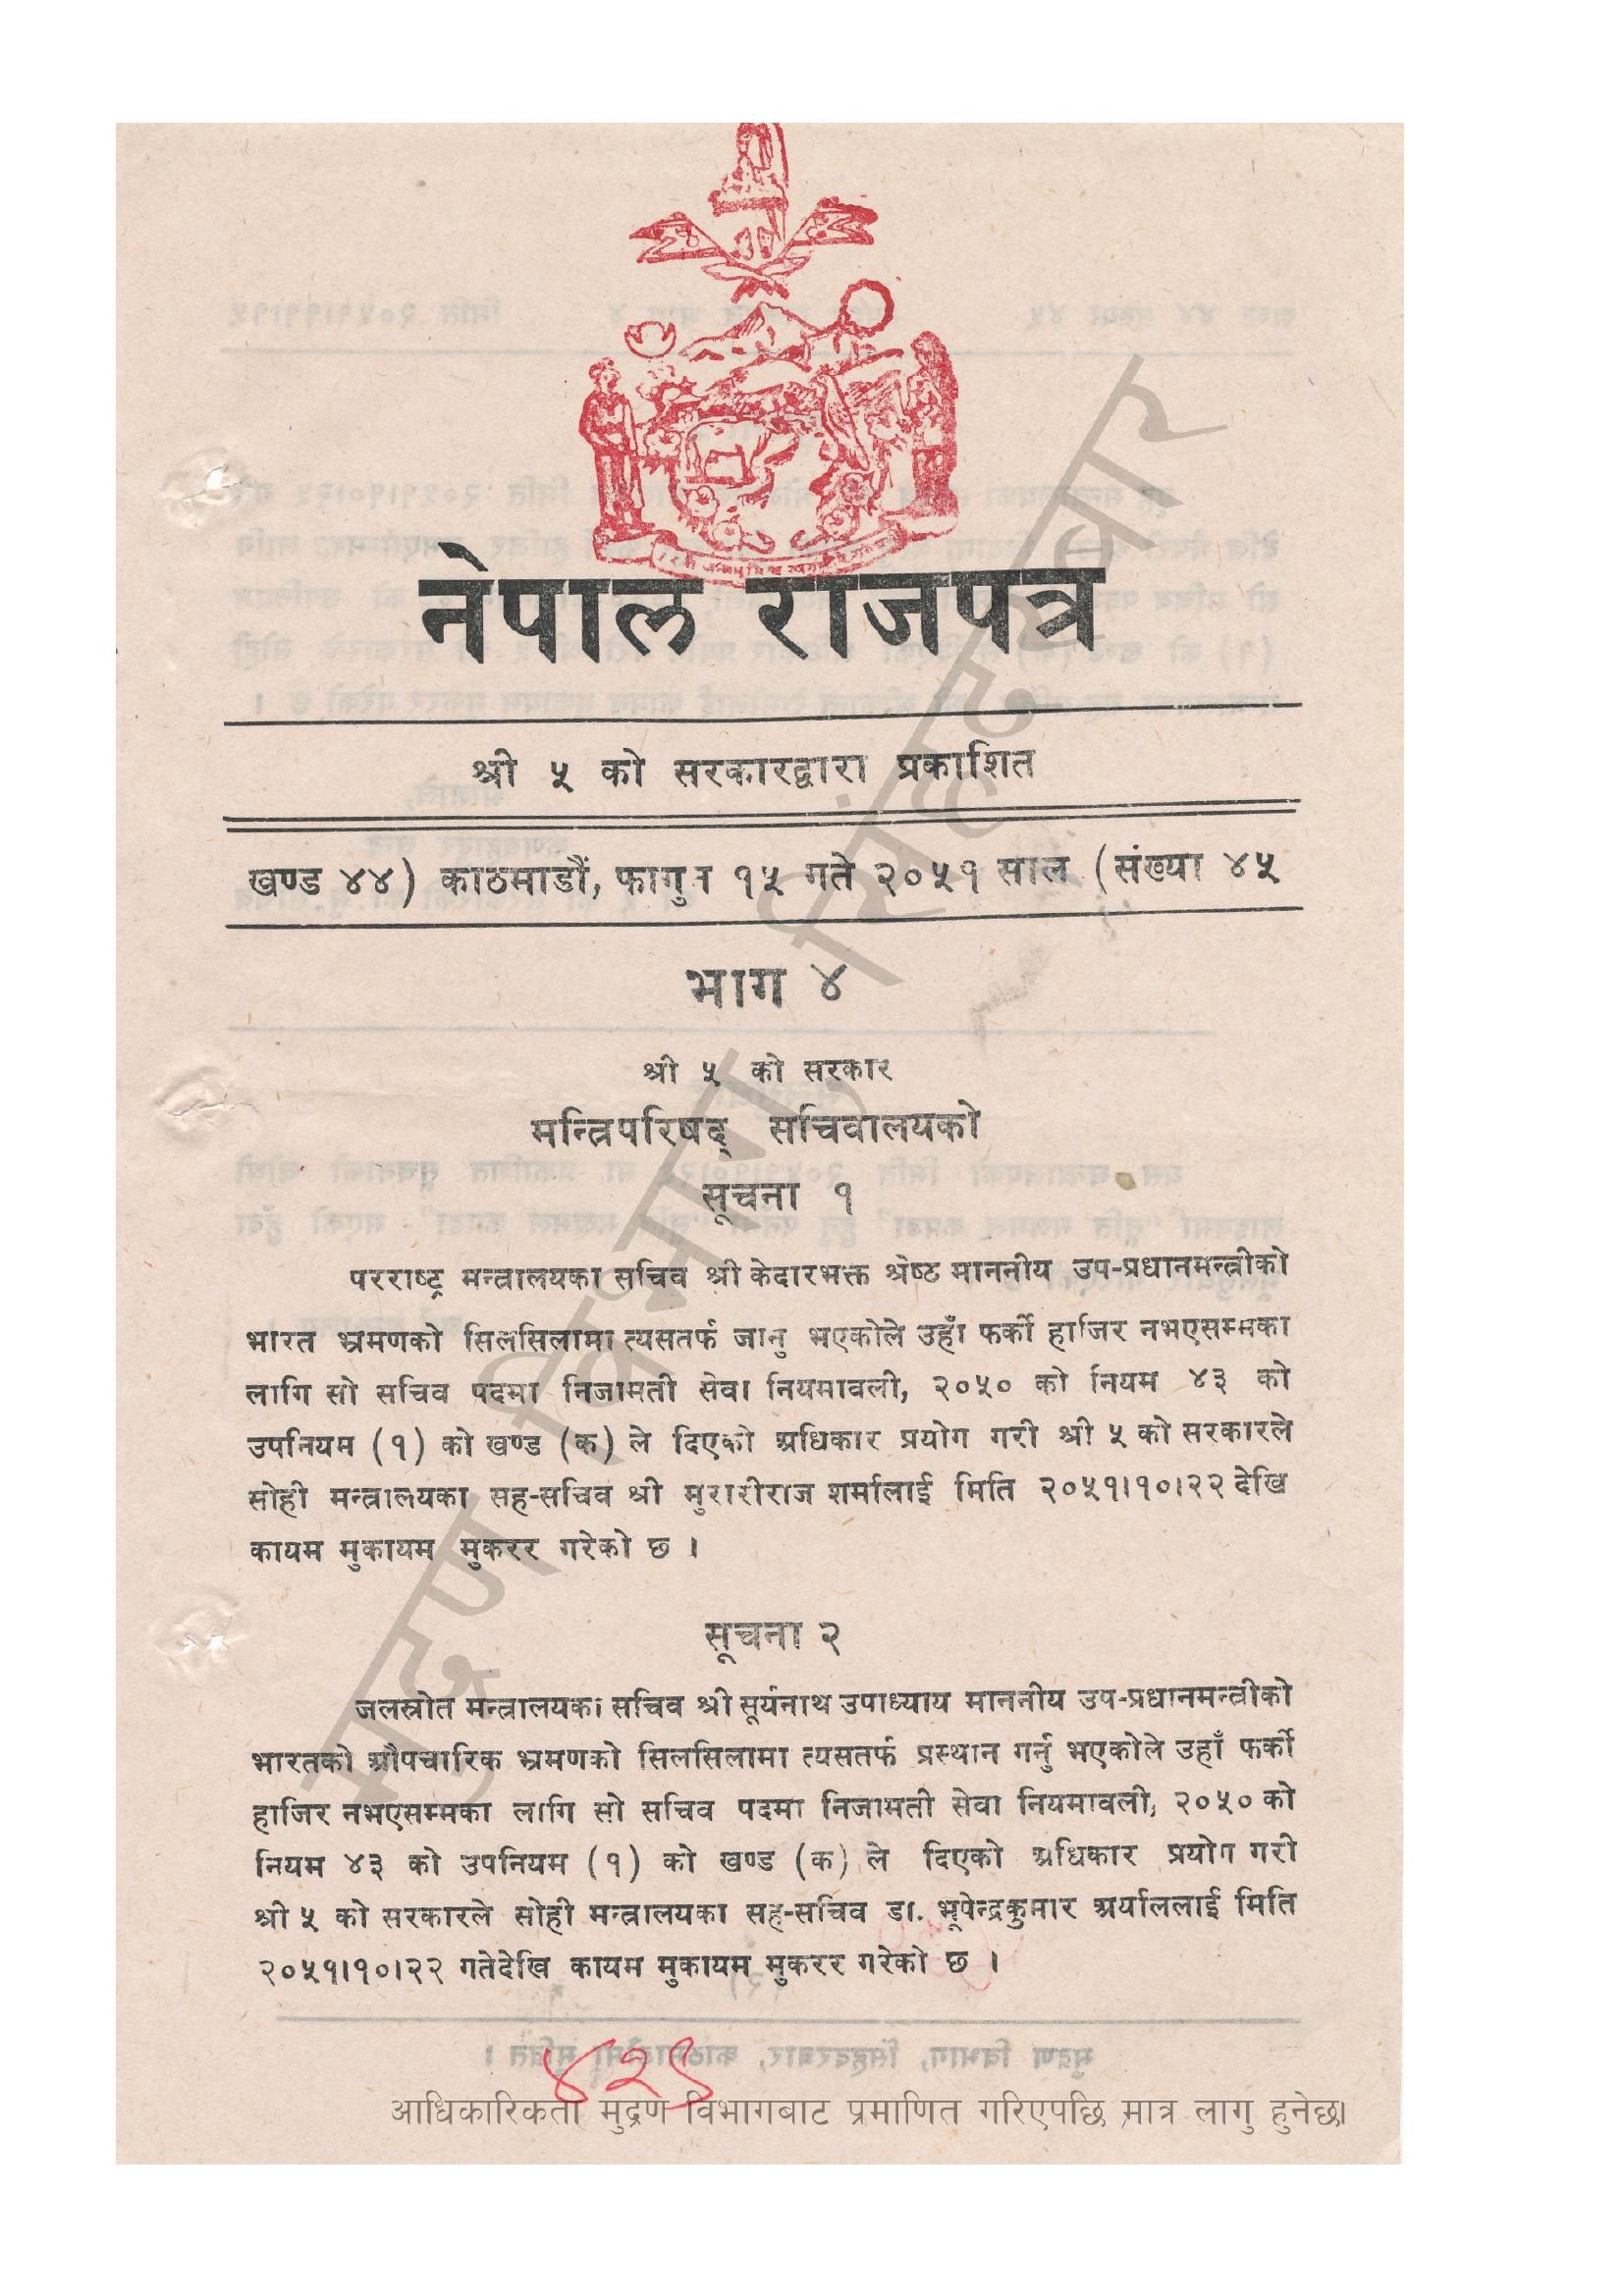 नेपाल राजपत्र
श्री ५ को सरकारद्वारा प्रकाशित
खण्ड ४४) काठमाडौं, फागुन १५ गते २०५१ साल (संख्या ४५
भाग ४
श्री ५ को सरकार
मन्त्रिपरिषद् सचिवालयको
सूचना १
परराष्ट्र मन्त्रालयका सचिव श्री केदारभक्त श्रेष्ठ माननीय उप-प्रधानमन्त्रीको
भारत भ्रमणको सिलसिलामा त्यसतर्फ जानु भएकोले उहाँ फर्की हाजिर नभएसम्मका
लागि सो सचिव पदमा निजामती सेवा नियमावली, २०५० को नियम ४३ को
उपनियम (१) को खण्ड (क) ले दिएको अधिकार प्रयोग गरी श्री ५ को सरकारले
सोही मन्त्रालयका सह-सचिव श्री मुरारीराज शर्मालाई मिति २०५१।१०।२२ देखि
कायम मुकायम मुकरर गरेको छ ।
सूचना २
जलस्रोत मन्त्रालयका सचिव श्री सूर्यनाथ उपाध्याय माननीय उप-प्रधानमन्त्रीको
भारतको औपचारिक भ्रमणको सिलसिलामा त्यसतर्फ प्रस्थान गर्नु भएकोले उहाँ फर्की
हाजिर नभएसम्मका लागि सो सचिव पदमा निजामती सेवा नियमावली, २०५० को
नियम ४३ को उपनियम (१) को खण्ड (क) ले दिएको अधिकार प्रयोग गरी
श्री ५ को सरकारले सोही मन्त्रालयका सह-सचिव डा. भूपेन्द्रकुमार अर्याललाई मिति
२०५१।१०।२२ गतेदेखि कायम मुकायम मुकरर गरेको छ ।
४२९
आधिकारिकता मुद्रण विभागबाट प्रमाणित गरिएपछि मात्र लागु हुनेछ।
मुद्रण विभाग, सिंहदरबार